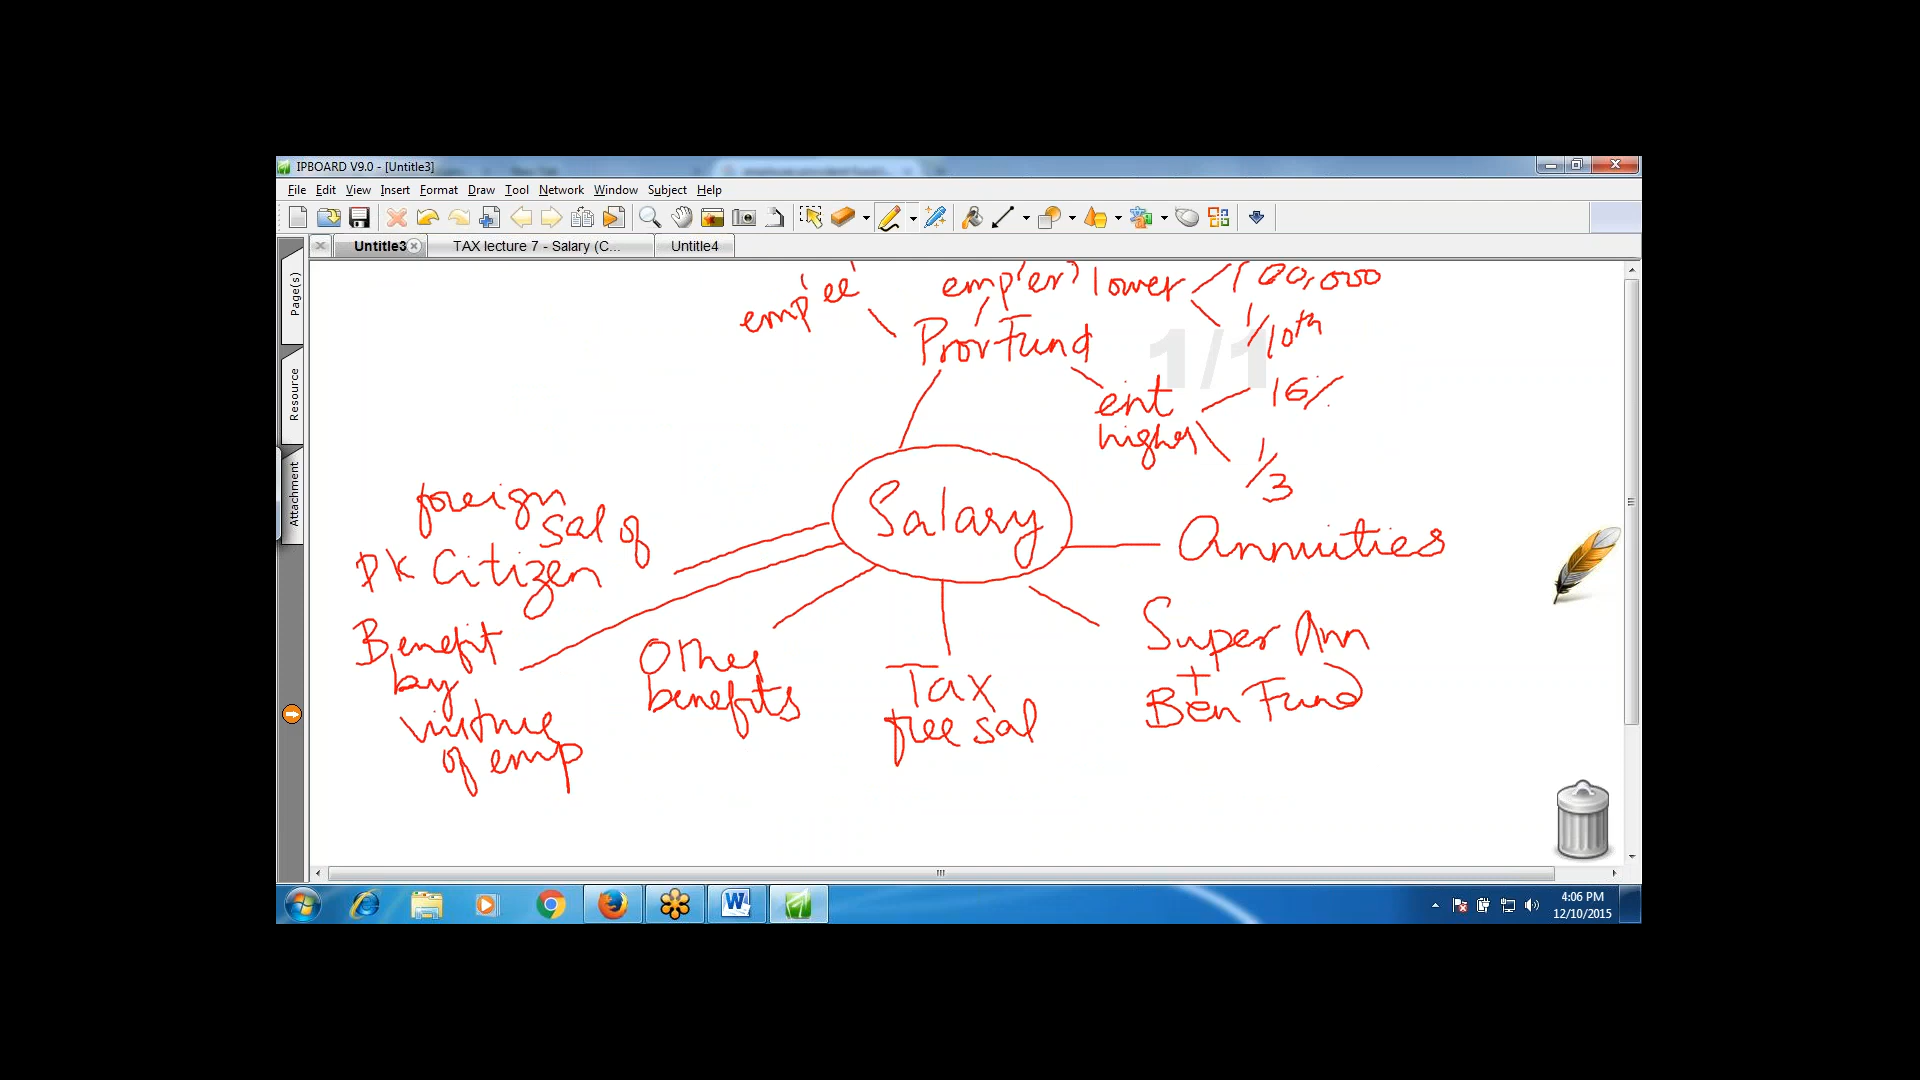 IPBOARD V9.0 - [Untitle3]
File Edit View Insert Format Draw Tool Network Window Subject Help
Untitle3 TAX lecture 7 - Salary (C... Untitle4
Page(s)
Resource
Attachment
1/1
emp'ee'
emp'er'
lower
100,000
1/10th
Prov Fund
ent
higher
16%
1/3
Salary
Annuities
Super Ann
+
Ben Fund
Tax
free sal
Other
benefits
foreign
sal of
PK Citizen
Benefit
by
virtue
of emp
4:06 PM
12/10/2015